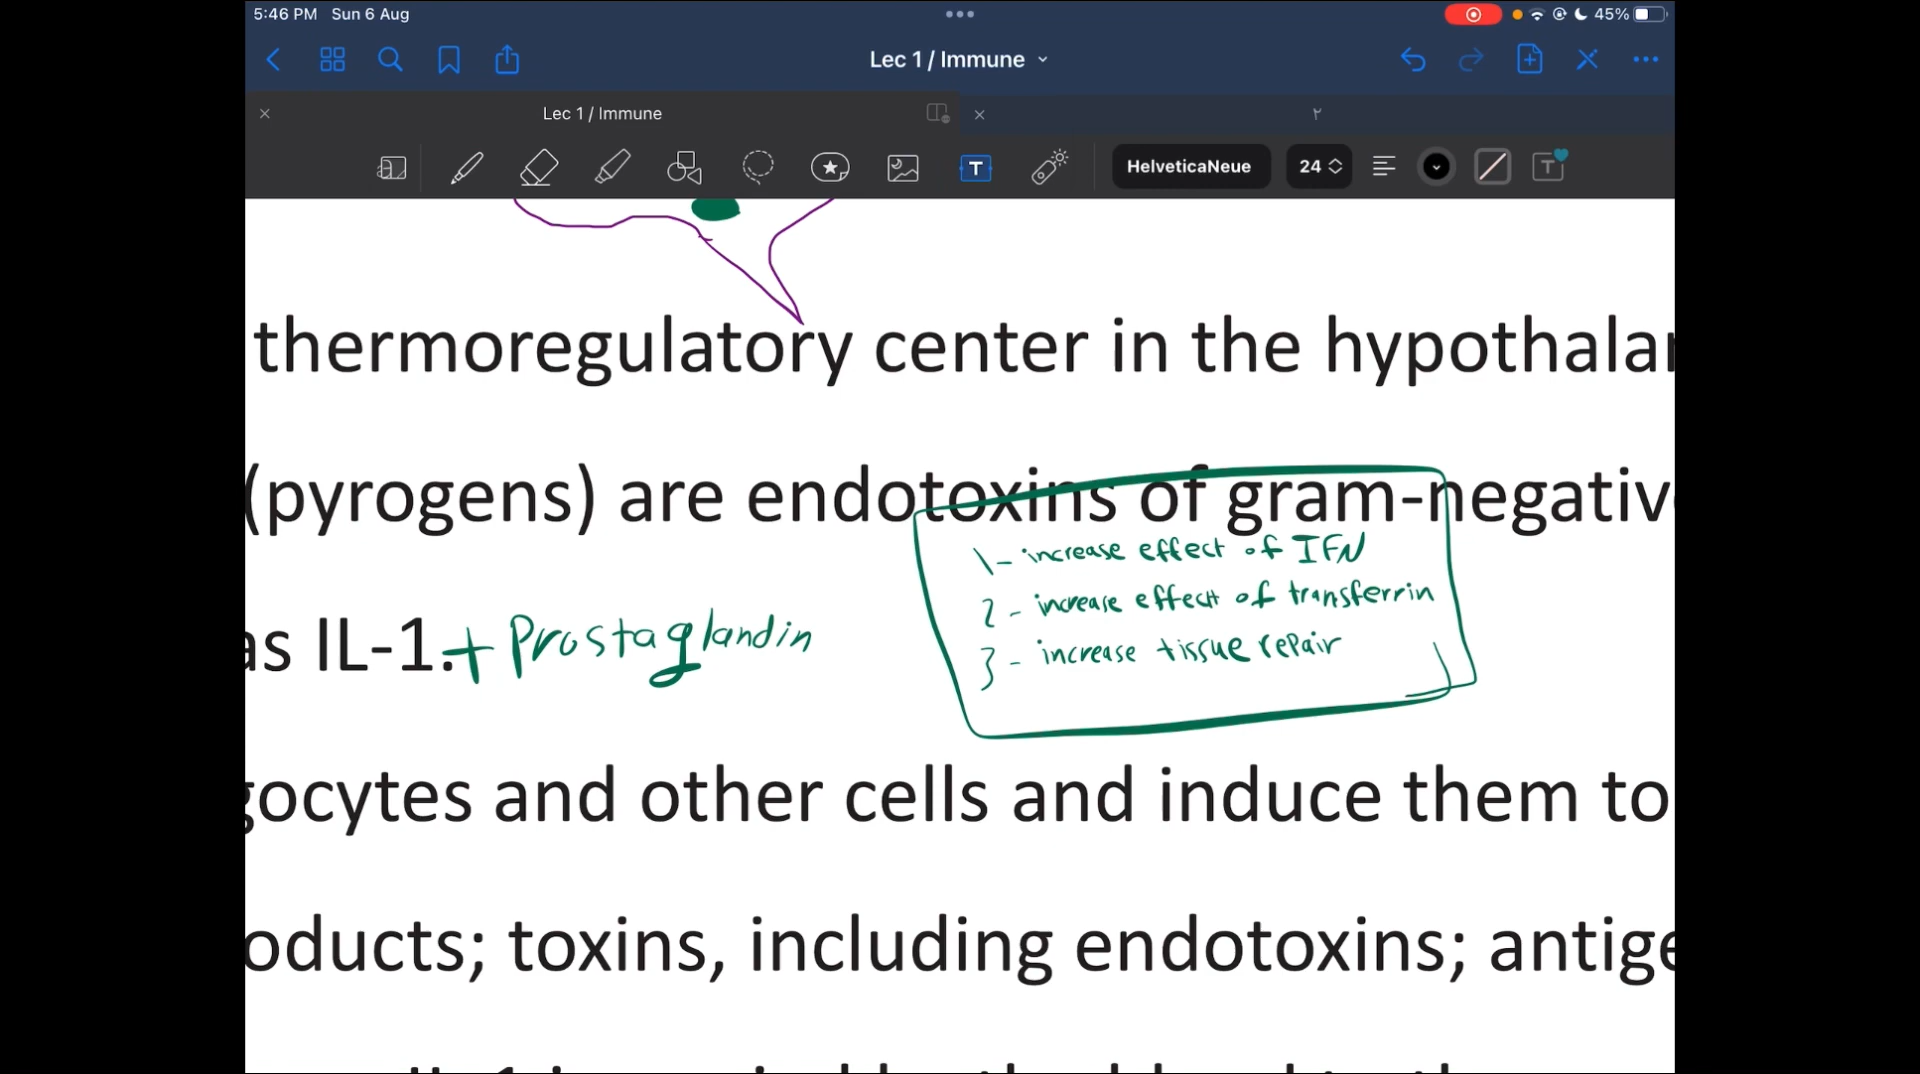 5:46 PM Sun 6 Aug
45%
Lec 1 / Immune
Lec 1 / Immune
٢
HelveticaNeue 24
thermoregulatory center in the hypothala
(pyrogens) are endotoxins of gram-negativ
as IL-1.+ Prostaglandin
1- increase effect of IFN
2- increase effect of transferrin
3- increase tissue repair
gocytes and other cells and induce them to
oducts; toxins, including endotoxins; antige